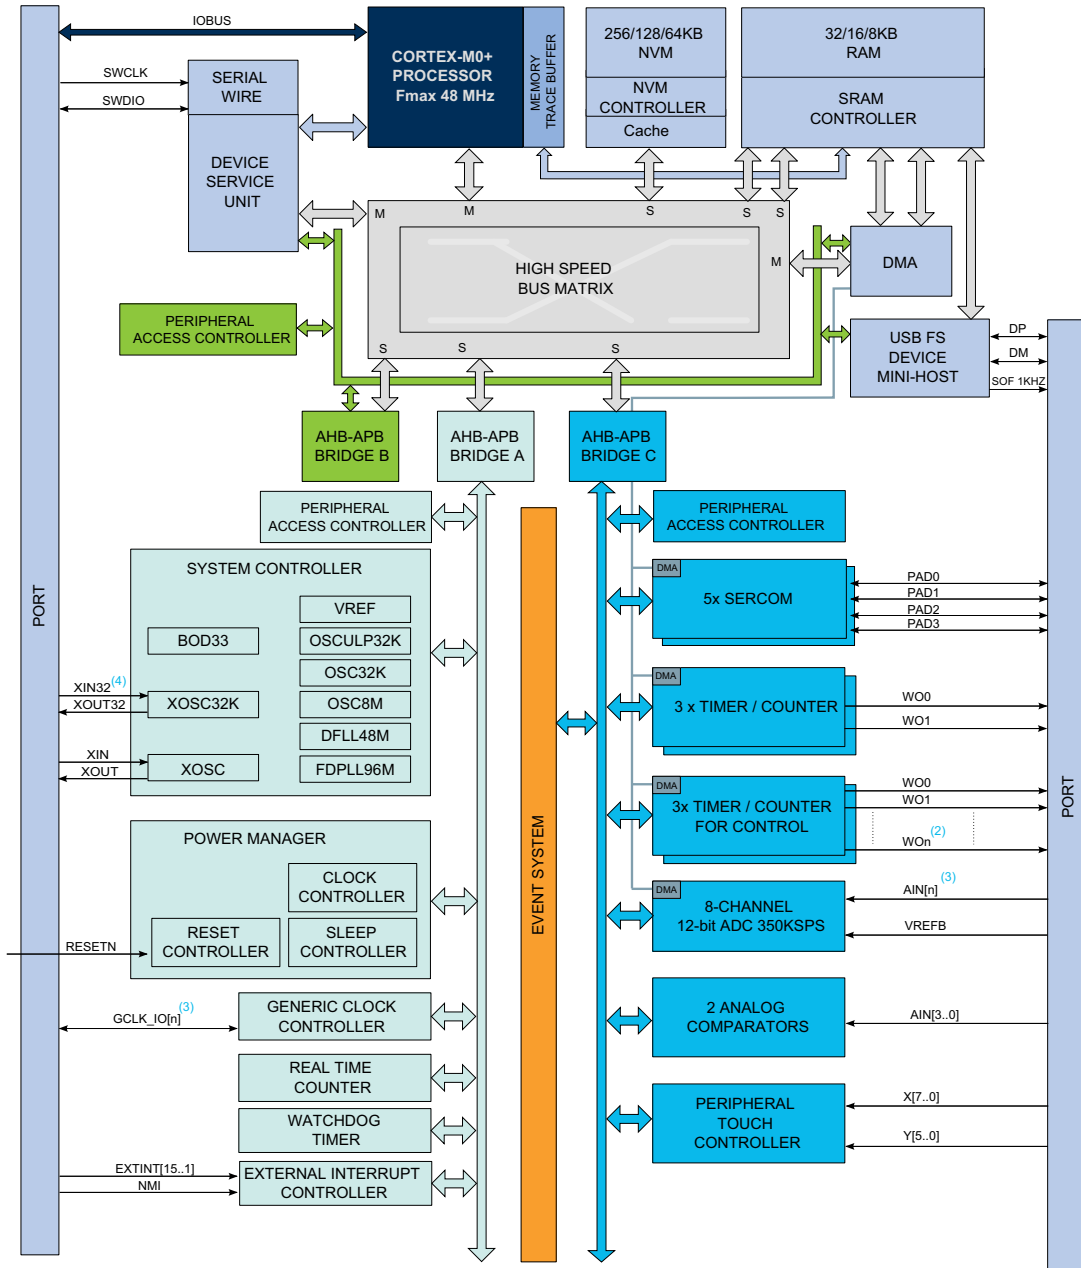 IOBUS
CORTEX-M0+
PROCESSOR
Fmax 48 MHz
MEMORY
TRACE BUFFER
256/128/64KB
NVM
NVM
CONTROLLER
Cache
32/16/8KB
RAM
SRAM
CONTROLLER
SWCLK
SWDIO
SERIAL
WIRE
DEVICE
SERVICE
UNIT
M
M
S
S
S
HIGH SPEED
BUS MATRIX
M
DMA
PERIPHERAL
ACCESS CONTROLLER
S
S
S
USB FS
DEVICE
MINI-HOST
DP
DM
SOF 1KHZ
AHB-APB
BRIDGE B
AHB-APB
BRIDGE A
AHB-APB
BRIDGE C
PERIPHERAL
ACCESS CONTROLLER
PERIPHERAL
ACCESS CONTROLLER
PORT
SYSTEM CONTROLLER
VREF
BOD33
OSCULP32K
OSC32K
XOSC32K
OSC8M
DFLL48M
XOSC
FDPLL96M
XIN32(4)
XOUT32
XIN
XOUT
DMA
5x SERCOM
PAD0
PAD1
PAD2
PAD3
DMA
3 x TIMER / COUNTER
WO0
WO1
DMA
3x TIMER / COUNTER
FOR CONTROL
WO0
WO1
WOn(2)
PORT
EVENT SYSTEM
POWER MANAGER
CLOCK
CONTROLLER
RESET
CONTROLLER
SLEEP
CONTROLLER
RESETN
DMA
8-CHANNEL
12-bit ADC 350KSPS
AIN[n](3)
VREFB
GCLK_IO[n](3)
GENERIC CLOCK
CONTROLLER
2 ANALOG
COMPARATORS
AIN[3..0]
REAL TIME
COUNTER
WATCHDOG
TIMER
PERIPHERAL
TOUCH
CONTROLLER
X[7..0]
Y[5..0]
EXTINT[15..1]
NMI
EXTERNAL INTERRUPT
CONTROLLER